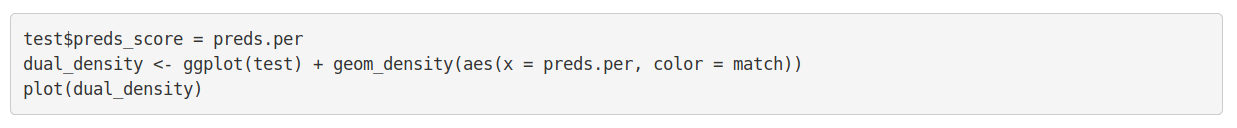 test$preds_score = preds.per
dual_density <- ggplot(test) + geom_density(aes(x = preds.per, color = match))
plot(dual_density)